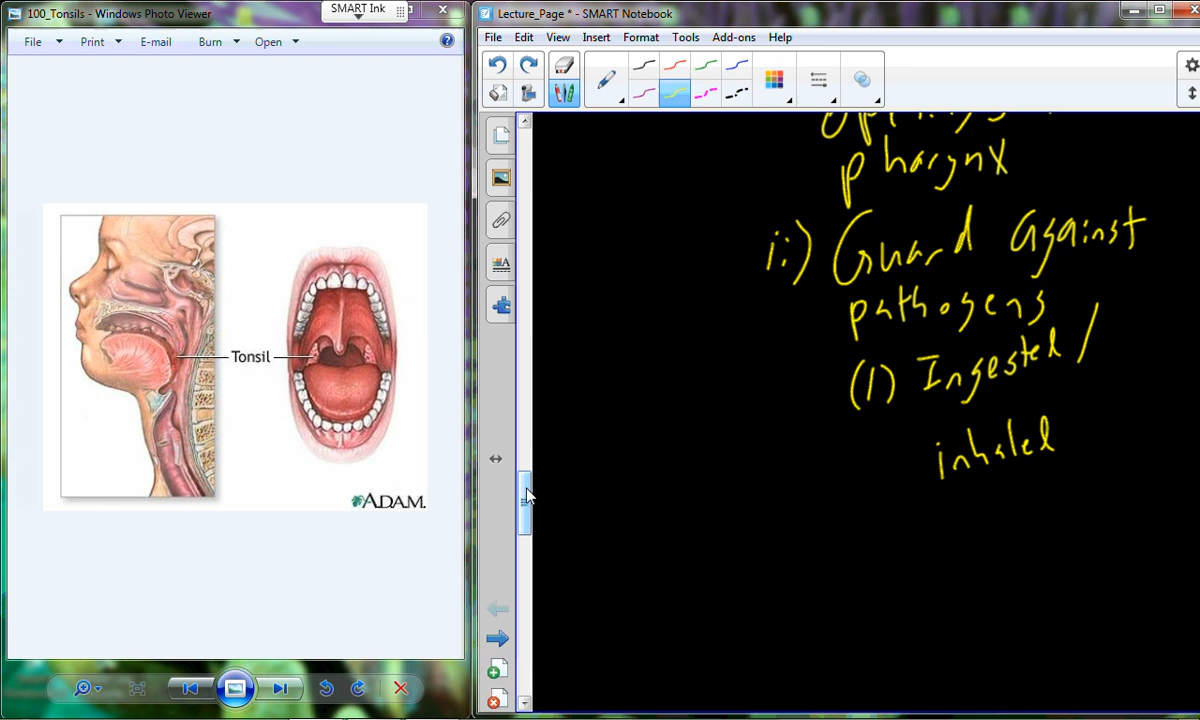 100_Tonsils - Windows Photo Viewer
SMART Ink
File Print E-mail Burn Open
Tonsil
ADAM.
Lecture_Page * - SMART Notebook
File Edit View Insert Format Tools Add-ons Help
pharynx
ii) Guard Against
pathogens
(1) Ingested /
inhaled